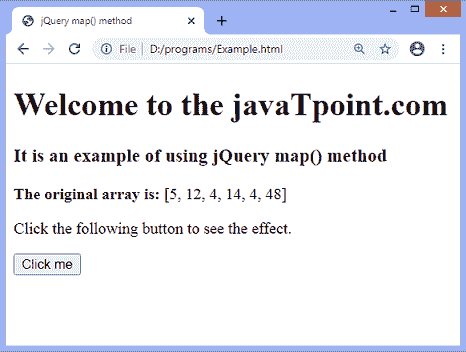 jQuery map() method
File | D:/programs/Example.html
Welcome to the javaTpoint.com
It is an example of using jQuery map() method
The original array is: [5, 12, 4, 14, 4, 48]
Click the following button to see the effect.
Click me